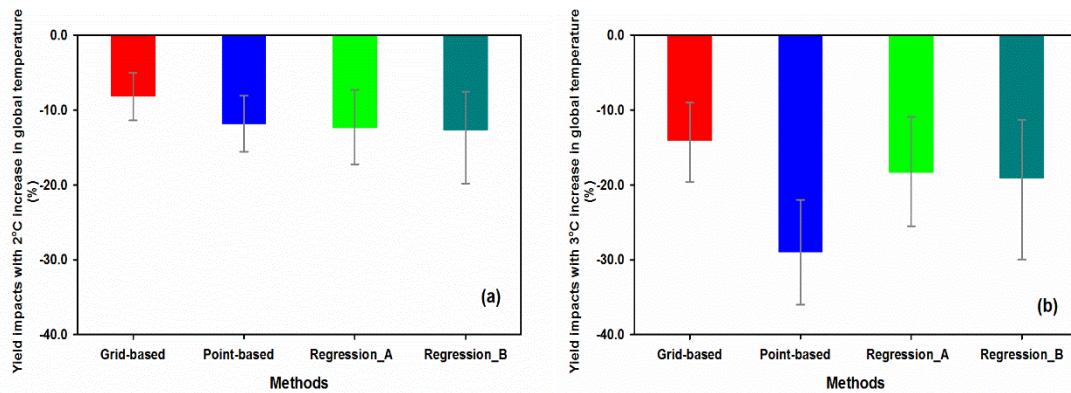 Yield Impacts with 2°C increase in global temperature
(%)
0.0
-10.0
-20.0
-30.0
-40.0
(a)
Grid-based Point-based Regression_A Regression_B
Methods
Yield Impacts with 3°C increase in global temperature
(%)
0.0
-10.0
-20.0
-30.0
-40.0
(b)
Grid-based Point-based Regression_A Regression_B
Methods